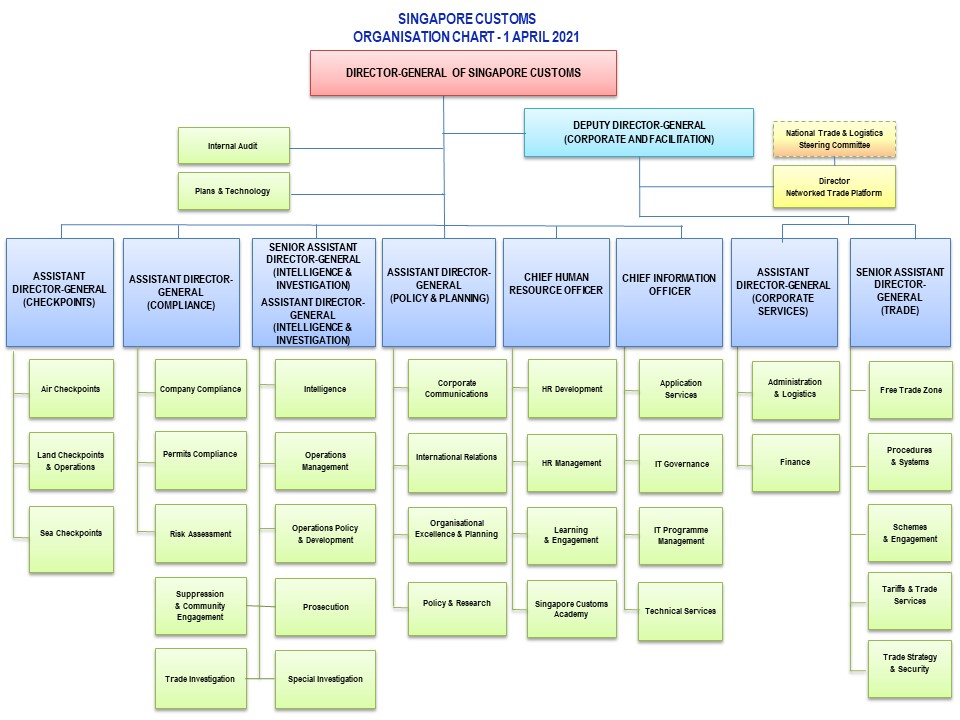 SINGAPORE CUSTOMS
ORGANISATION CHART - 1 APRIL 2021
DIRECTOR-GENERAL OF SINGAPORE CUSTOMS
DEPUTY DIRECTOR-GENERAL
(CORPORATE AND FACILITATION)
National Trade & Logistics
Steering Committee
Internal Audit
Director
Networked Trade Platform
Plans & Technology
ASSISTANT
DIRECTOR-GENERAL
(CHECKPOINTS)
ASSISTANT DIRECTOR-
GENERAL
(COMPLIANCE)
SENIOR ASSISTANT
DIRECTOR-GENERAL
(INTELLIGENCE &
INVESTIGATION)
ASSISTANT DIRECTOR-
GENERAL
(INTELLIGENCE &
INVESTIGATION)
ASSISTANT DIRECTOR-
GENERAL
(POLICY & PLANNING)
CHIEF HUMAN
RESOURCE OFFICER
CHIEF INFORMATION
OFFICER
ASSISTANT
DIRECTOR-GENERAL
(CORPORATE
SERVICES)
SENIOR ASSISTANT
DIRECTOR-
GENERAL
(TRADE)
Air Checkpoints
Land Checkpoints
& Operations
Sea Checkpoints
Company Compliance
Permits Compliance
Risk Assessment
Suppression
& Community
Engagement
Trade Investigation
Intelligence
Operations
Management
Operations Policy
& Development
Prosecution
Special Investigation
Corporate
Communications
International Relations
Organisational
Excellence & Planning
Policy & Research
HR Development
HR Management
Learning
& Engagement
Singapore Customs
Academy
Application
Services
IT Governance
IT Programme
Management
Technical Services
Administration
& Logistics
Finance
Free Trade Zone
Procedures
& Systems
Schemes
& Engagement
Tariffs & Trade
Services
Trade Strategy
& Security